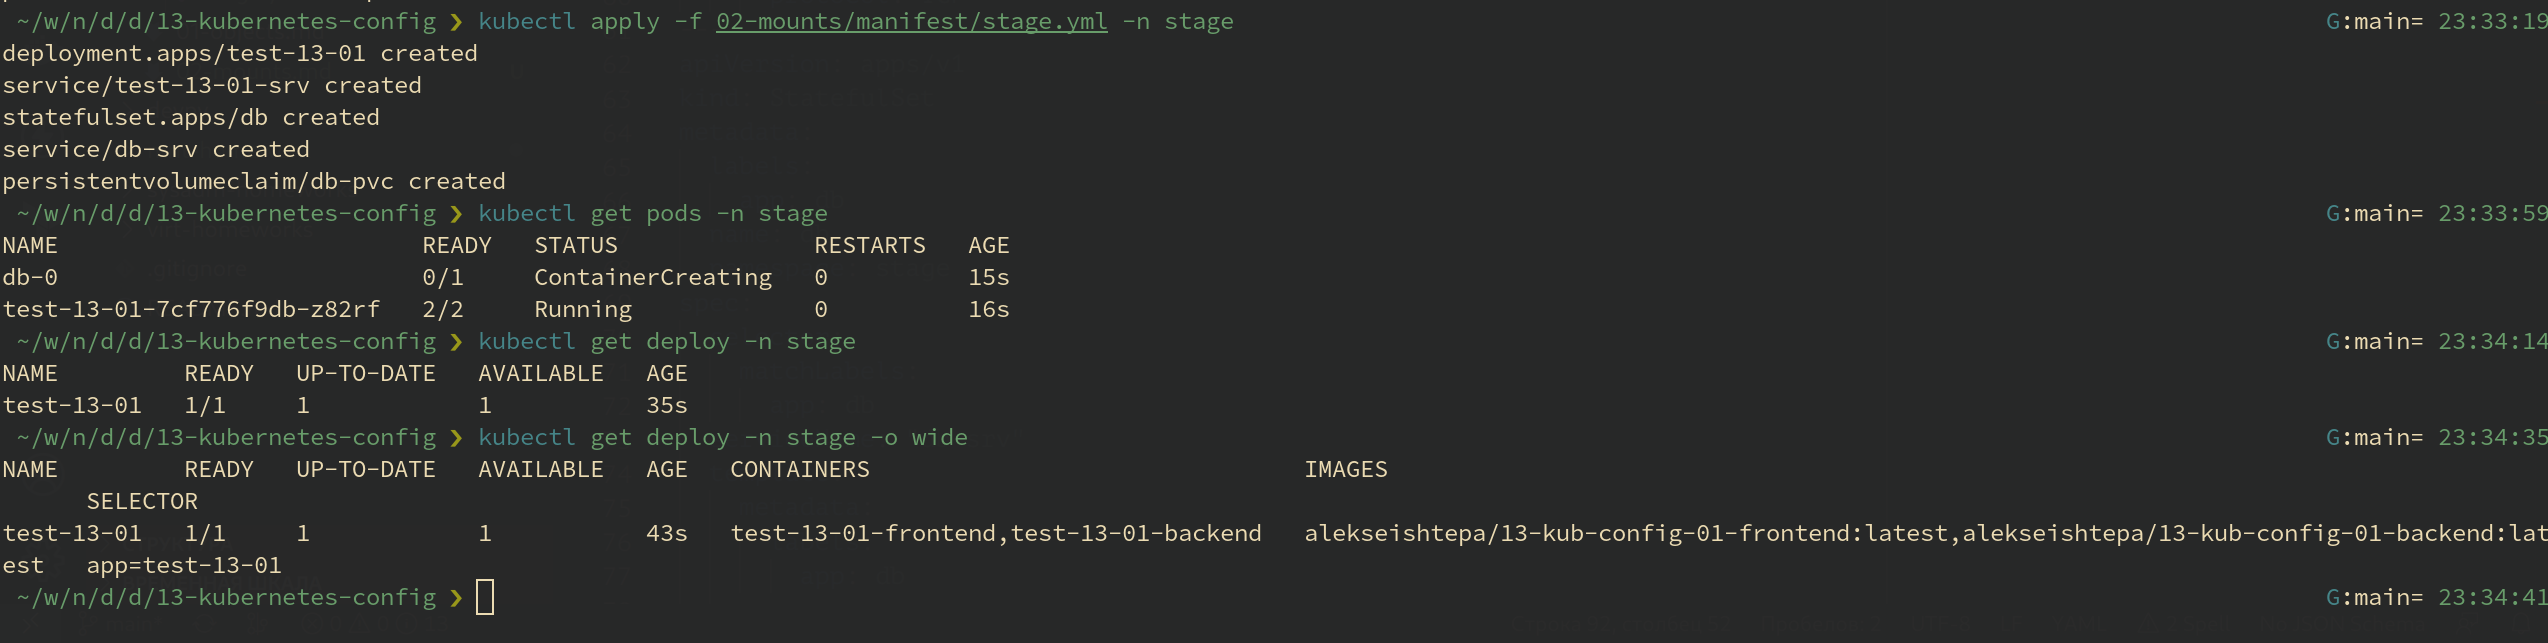 ~/w/n/d/d/13-kubernetes-config ❯ kubectl apply -f 02-mounts/manifest/stage.yml -n stage G:main= 23:33:19
deployment.apps/test-13-01 created
service/test-13-01-srv created
statefulset.apps/db created
service/db-srv created
persistentvolumeclaim/db-pvc created
~/w/n/d/d/13-kubernetes-config ❯ kubectl get pods -n stage G:main= 23:33:59
NAME READY STATUS RESTARTS AGE
db-0 0/1 ContainerCreating 0 15s
test-13-01-7cf776f9db-z82rf 2/2 Running 0 16s
~/w/n/d/d/13-kubernetes-config ❯ kubectl get deploy -n stage G:main= 23:34:14
NAME READY UP-TO-DATE AVAILABLE AGE
test-13-01 1/1 1 1 35s
~/w/n/d/d/13-kubernetes-config ❯ kubectl get deploy -n stage -o wide G:main= 23:34:35
NAME READY UP-TO-DATE AVAILABLE AGE CONTAINERS IMAGES
SELECTOR
test-13-01 1/1 1 1 43s test-13-01-frontend,test-13-01-backend alekseishtepa/13-kub-config-01-frontend:latest,alekseishtepa/13-kub-config-01-backend:lat
est app=test-13-01
~/w/n/d/d/13-kubernetes-config ❯ G:main= 23:34:41